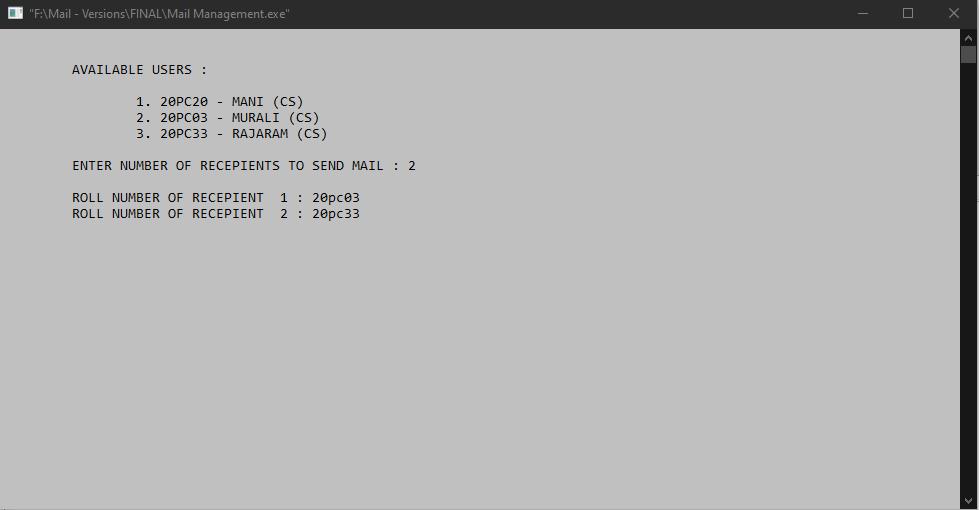 "F:\Mail - Versions\FINAL\Mail Management.exe"
AVAILABLE USERS :
1. 20PC20 - MANI (CS)
2. 20PC03 - MURALI (CS)
3. 20PC33 - RAJARAM (CS)
ENTER NUMBER OF RECEPIENTS TO SEND MAIL : 2
ROLL NUMBER OF RECEPIENT  1 : 20pc03
ROLL NUMBER OF RECEPIENT  2 : 20pc33